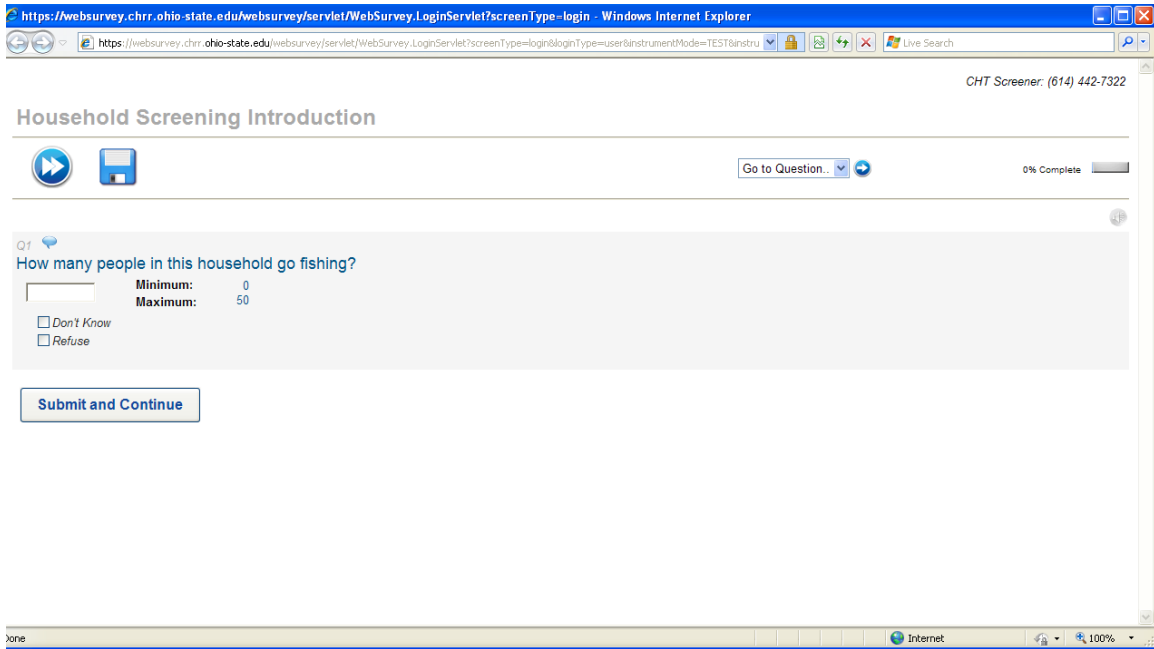 https://websurvey.chrr.ohio-state.edu/websurvey/servlet/WebSurvey.LoginServlet?screenType=login - Windows Internet Explorer
https://websurvey.chrr.ohio-state.edu/websurvey/servlet/WebSurvey.LoginServlet?screenType=login&loginType=user&instrumentMode=TEST&instru
Live Search
CHT Screener: (614) 442-7322
Household Screening Introduction
Go to Question..
0% Complete
Q1
How many people in this household go fishing?
Minimum: 0
Maximum: 50
Don't Know
Refuse
Submit and Continue
Done Internet 100%